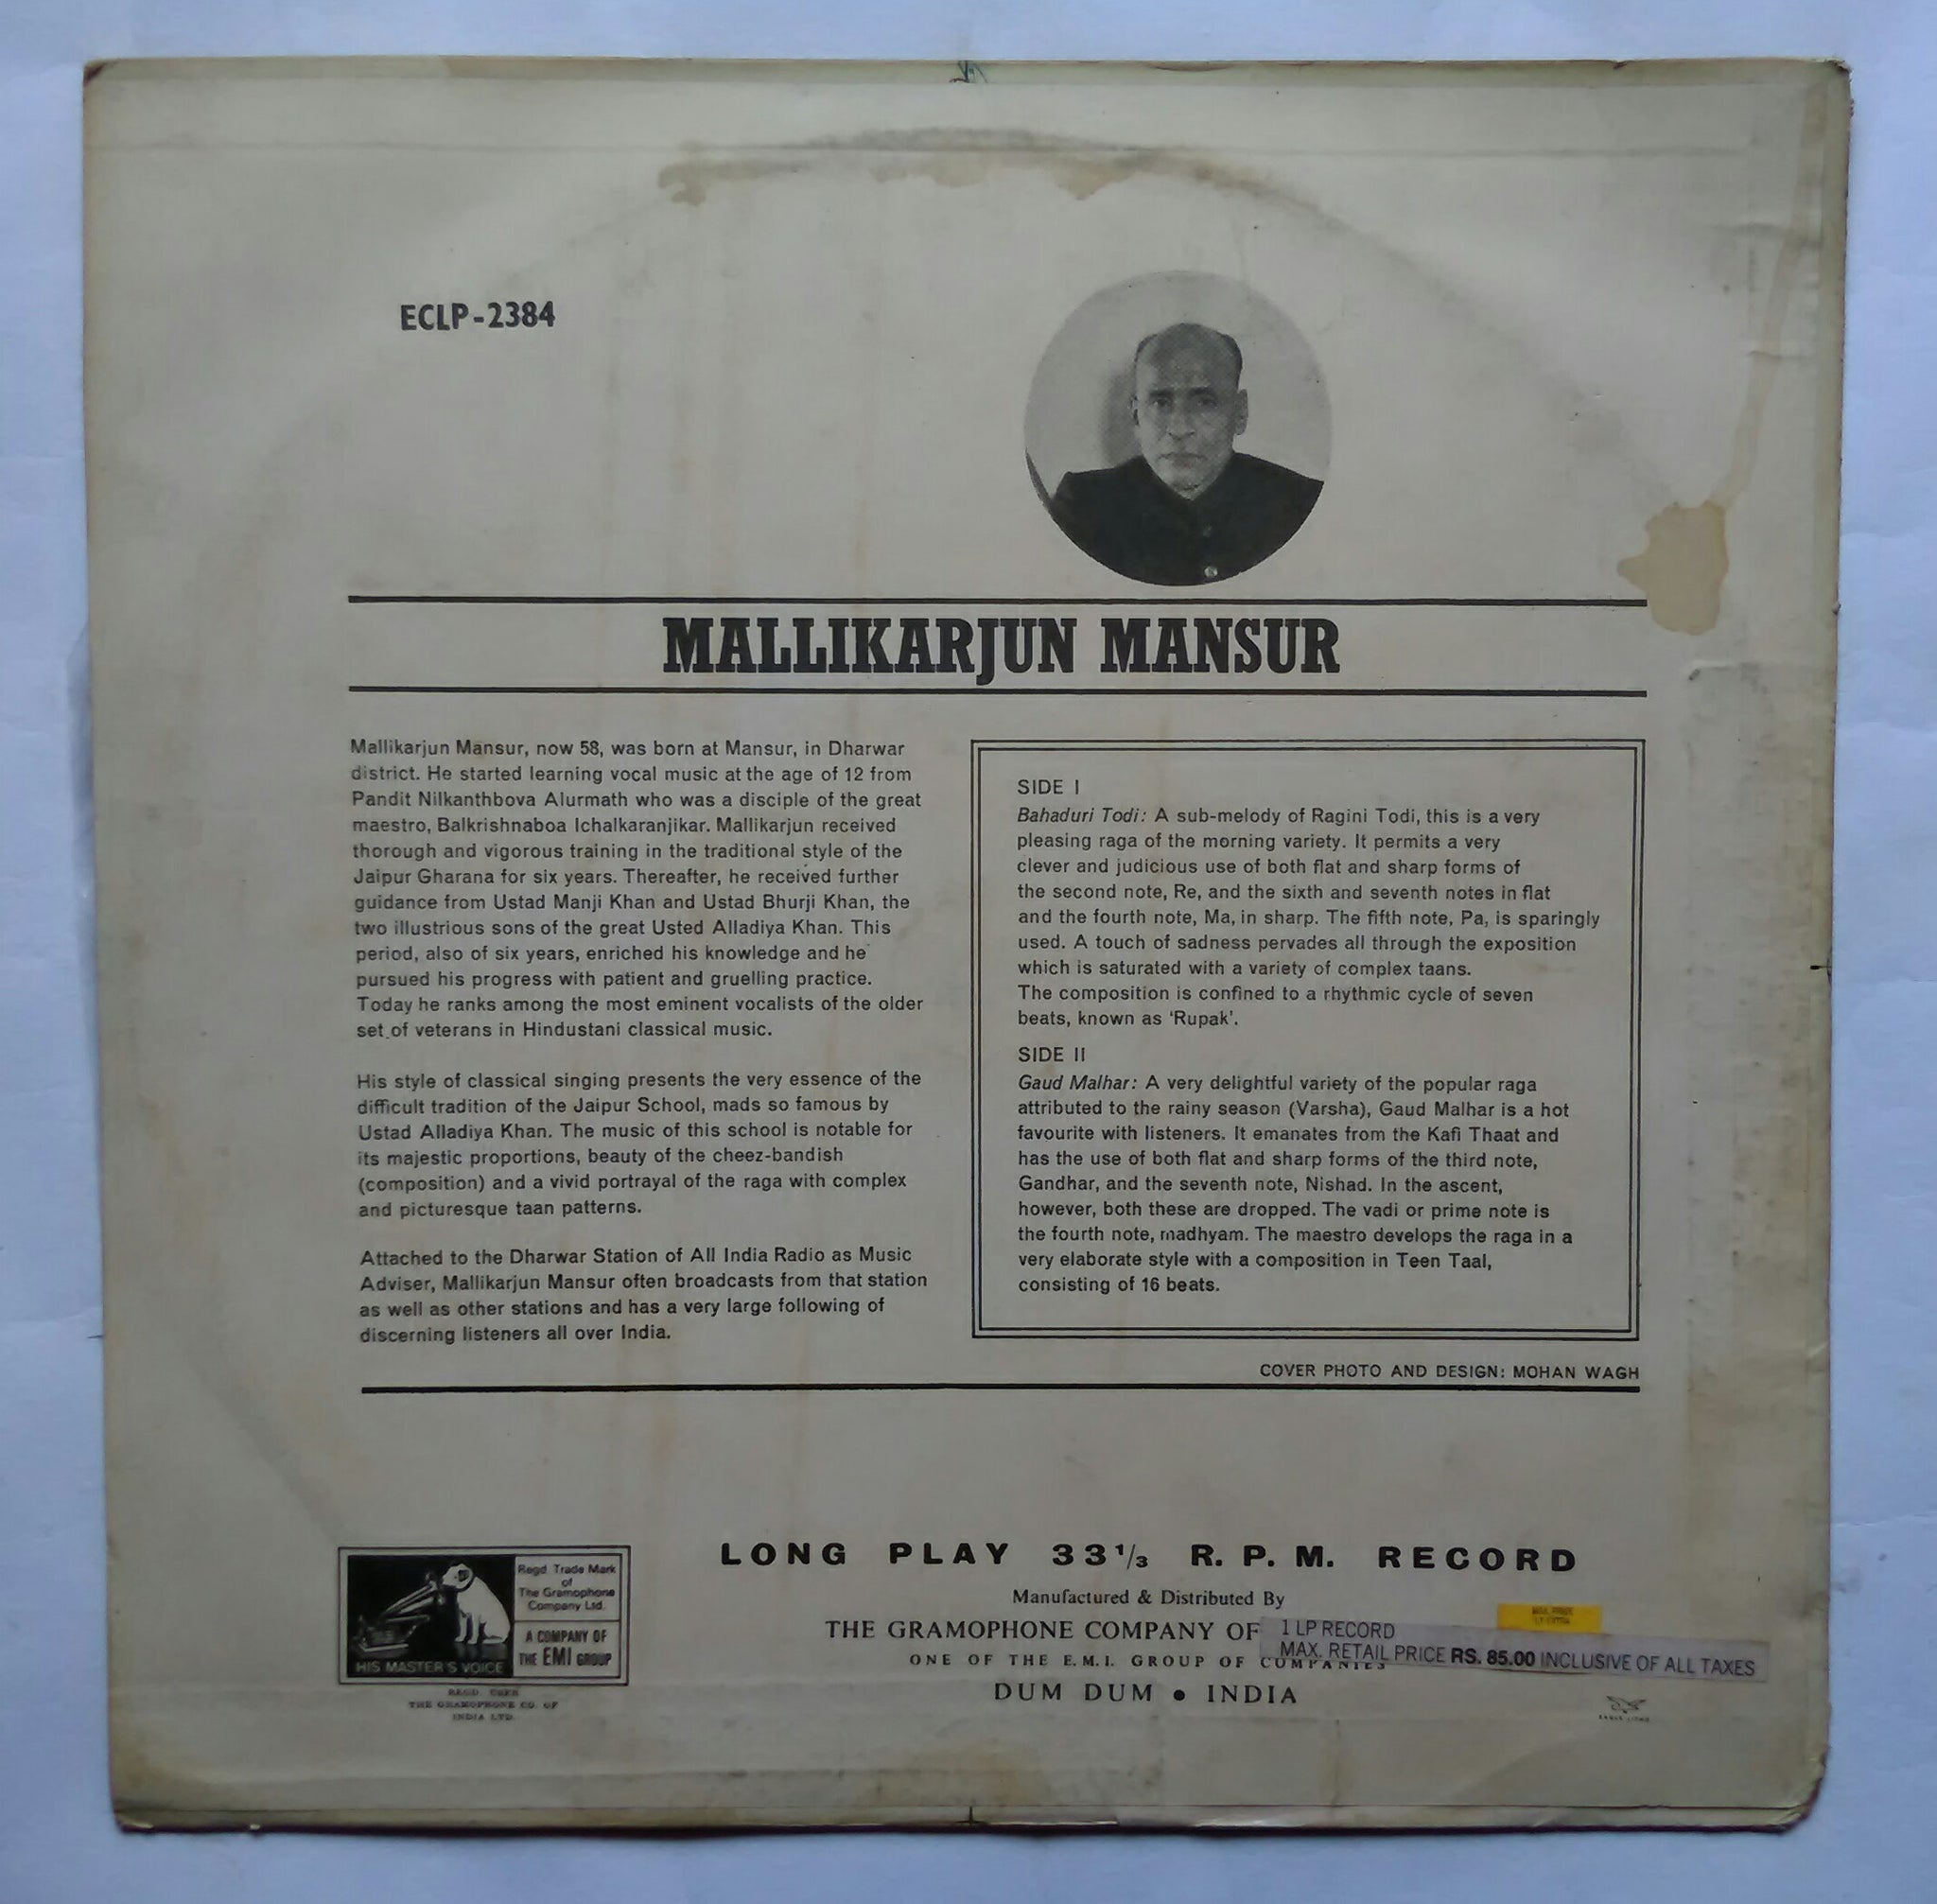 ECLP-2384
MALLIKARJUN MANSUR
Mallikarjun Mansur, now 58, was born at Mansur, in Dharwar
district. He started learning vocal music at the age of 12 from
Pandit Nilkanthbova Alurmath who was a disciple of the great
maestro, Balkrishnaboa Ichalkaranjikar. Mallikarjun received
thorough and vigorous training in the traditional style of the
Jaipur Gharana for six years. Thereafter, he received further
guidance from Ustad Manji Khan and Ustad Bhurji Khan, the
two illustrious sons of the great Usted Alladiya Khan. This
period, also of six years, enriched his knowledge and he
pursued his progress with patient and gruelling practice.
Today he ranks among the most eminent vocalists of the older
set of veterans in Hindustani classical music.
His style of classical singing presents the very essence of the
difficult tradition of the Jaipur School, mads so famous by
Ustad Alladiya Khan. The music of this school is notable for
its majestic proportions, beauty of the cheez-bandish
(composition) and a vivid portrayal of the raga with complex
and picturesque taan patterns.
Attached to the Dharwar Station of All India Radio as Music
Adviser, Mallikarjun Mansur often broadcasts from that station
as well as other stations and has a very large following of
discerning listeners all over India.
SIDE I
Bahaduri Todi: A sub-melody of Ragini Todi, this is a very
pleasing raga of the morning variety. It permits a very
clever and judicious use of both flat and sharp forms of
the second note, Re, and the sixth and seventh notes in flat
and the fourth note, Ma, in sharp. The fifth note, Pa, is sparingly
used. A touch of sadness pervades all through the exposition
which is saturated with a variety of complex taans.
The composition is confined to a rhythmic cycle of seven
beats, known as ‘Rupak’.
SIDE II
Gaud Malhar: A very delightful variety of the popular raga
attributed to the rainy season (Varsha), Gaud Malhar is a hot
favourite with listeners. It emanates from the Kafi Thaat and
has the use of both flat and sharp forms of the third note,
Gandhar, and the seventh note, Nishad. In the ascent,
however, both these are dropped. The vadi or prime note is
the fourth note, madhyam. The maestro develops the raga in a
very elaborate style with a composition in Teen Taal,
consisting of 16 beats.
COVER PHOTO AND DESIGN: MOHAN WAGH
HIS MASTER'S VOICE
Regd. Trade Mark
of
The Gramophone
Company Ltd.
A COMPANY OF
THE EMI GROUP
REGD. USER
THE GRAMOPHONE CO. OF
INDIA LTD.
LONG PLAY 33 1/3 R. P. M. RECORD
Manufactured & Distributed By
THE GRAMOPHONE COMPANY OF
ONE OF THE E.M.I. GROUP OF COMPANIES
DUM DUM • INDIA
1 LP RECORD
MAX. RETAIL PRICE RS. 85.00 INCLUSIVE OF ALL TAXES